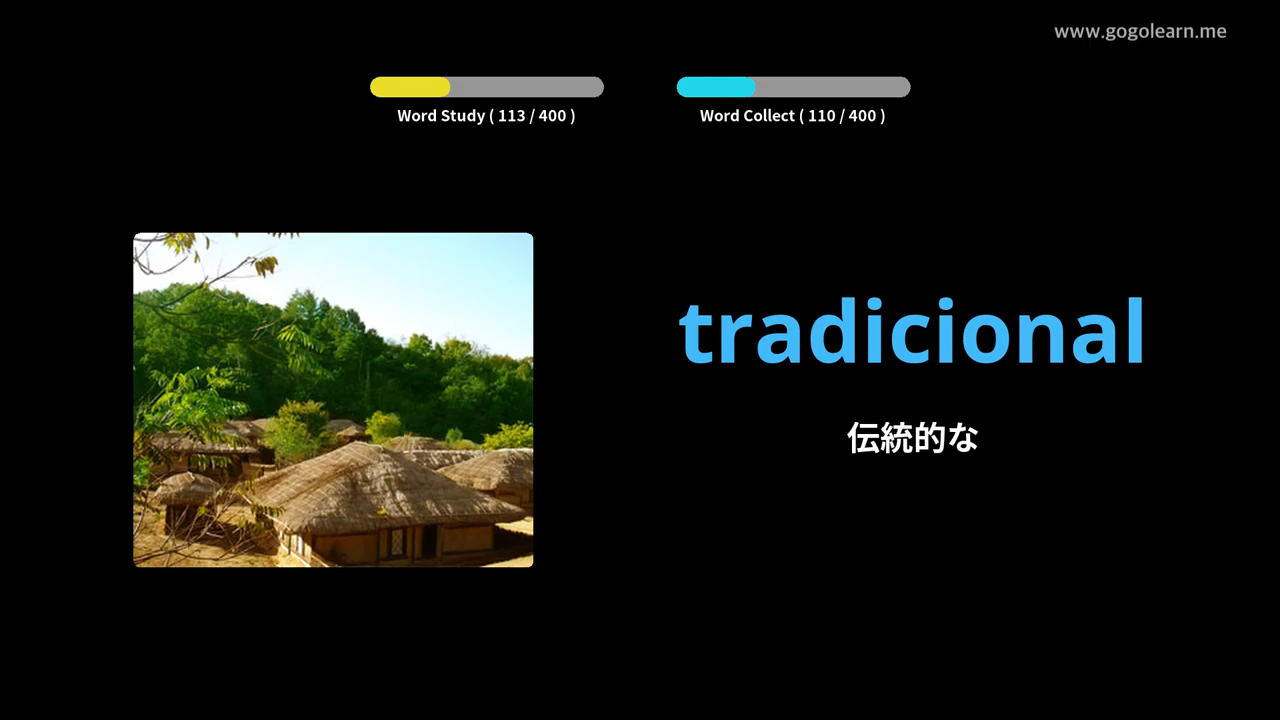 www.gogolearn.me
Word Study ( 113 / 400 )
Word Collect ( 110 / 400 )
tradicional
伝統的な